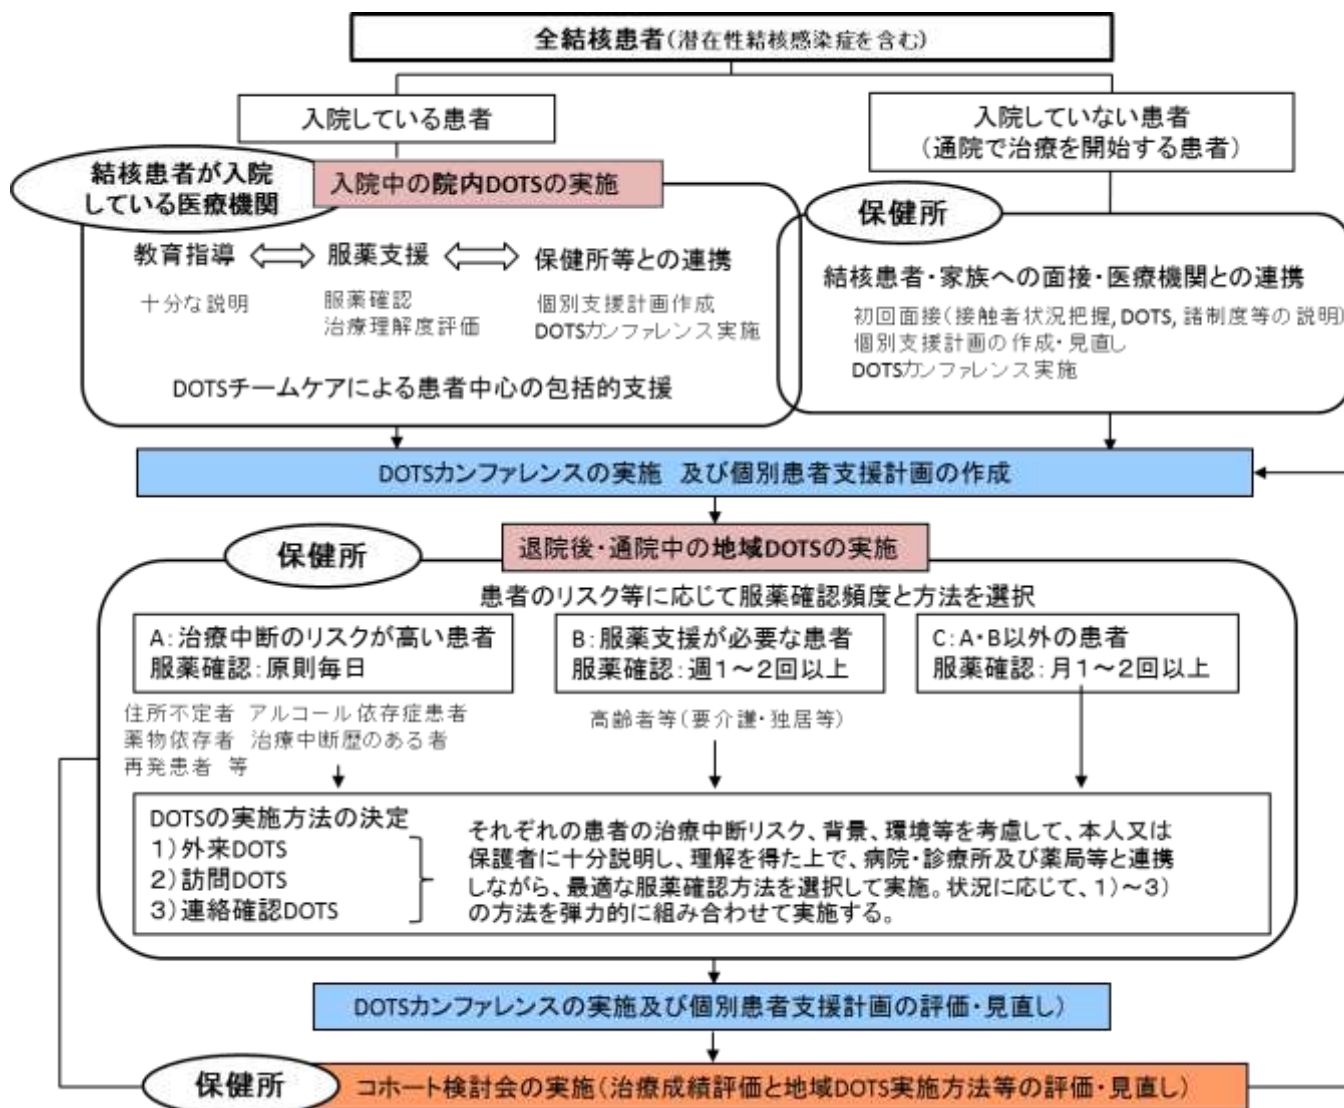 全結核患者(潜在性結核感染症を含む)
入院している患者
入院していない患者
(通院で治療を開始する患者)
結核患者が入院
している医療機関
入院中の院内DOTSの実施
保健所
教育指導
服薬支援
保健所等との連携
十分な説明
服薬確認
治療理解度評価
個別支援計画作成
DOTSカンファレンス実施
DOTSチームケアによる患者中心の包括的支援
結核患者・家族への面接・医療機関との連携
初回面接(接触者状況把握,DOTS,諸制度等の説明)
個別支援計画の作成・見直し
DOTSカンファレンス実施
DOTSカンファレンスの実施 及び個別患者支援計画の作成
保健所
退院後・通院中の地域DOTSの実施
患者のリスク等に応じて服薬確認頻度と方法を選択
A:治療中断のリスクが高い患者
服薬確認:原則毎日
B:服薬支援が必要な患者
服薬確認:週1～2回以上
C:A・B以外の患者
服薬確認:月1～2回以上
住所不定者 アルコール依存症患者
薬物依存者 治療中断歴のある者
再発患者 等
高齢者等(要介護・独居等)
DOTSの実施方法の決定
1)外来DOTS
2)訪問DOTS
3)連絡確認DOTS
それぞれの患者の治療中断リスク、背景、環境等を考慮して、本人又は
保護者に十分説明し、理解を得た上で、病院・診療所及び薬局等と連携
しながら、最適な服薬確認方法を選択して実施。状況に応じて、1)～3)
の方法を弾力的に組み合わせて実施する。
DOTSカンファレンスの実施及び個別患者支援計画の評価・見直し)
保健所
コホート検討会の実施(治療成績評価と地域DOTS実施方法等の評価・見直し)